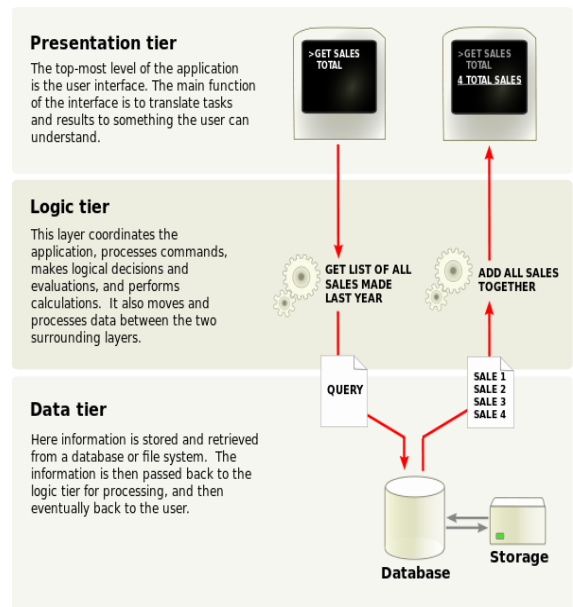 Presentation tier
The top-most level of the application
is the user interface. The main function
of the interface is to translate tasks
and results to something the user can
understand.
>GET SALES
TOTAL
>GET SALES
TOTAL
4 TOTAL SALES
Logic tier
This layer coordinates the
application, processes commands,
makes logical decisions and
evaluations, and performs
calculations. It also moves and
processes data between the two
surrounding layers.
GET LIST OF ALL
SALES MADE
LAST YEAR
ADD ALL SALES
TOGETHER
QUERY
SALE 1
SALE 2
SALE 3
SALE 4
Data tier
Here information is stored and retrieved
from a database or file system. The
information is then passed back to the
logic tier for processing, and then
eventually back to the user.
Database
Storage